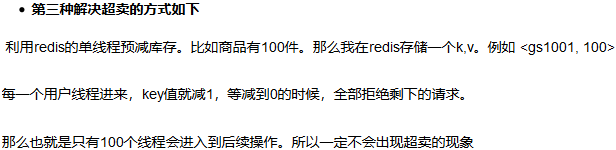 • 第三种解决超卖的方式如下
利用redis的单线程预减库存。比如商品有100件。那么我在redis存储一个k,v。例如 <gs1001, 100>
每一个用户线程进来，key值就减1，等减到0的时候，全部拒绝剩下的请求。
那么也就是只有100个线程会进入到后续操作。所以一定不会出现超卖的现象